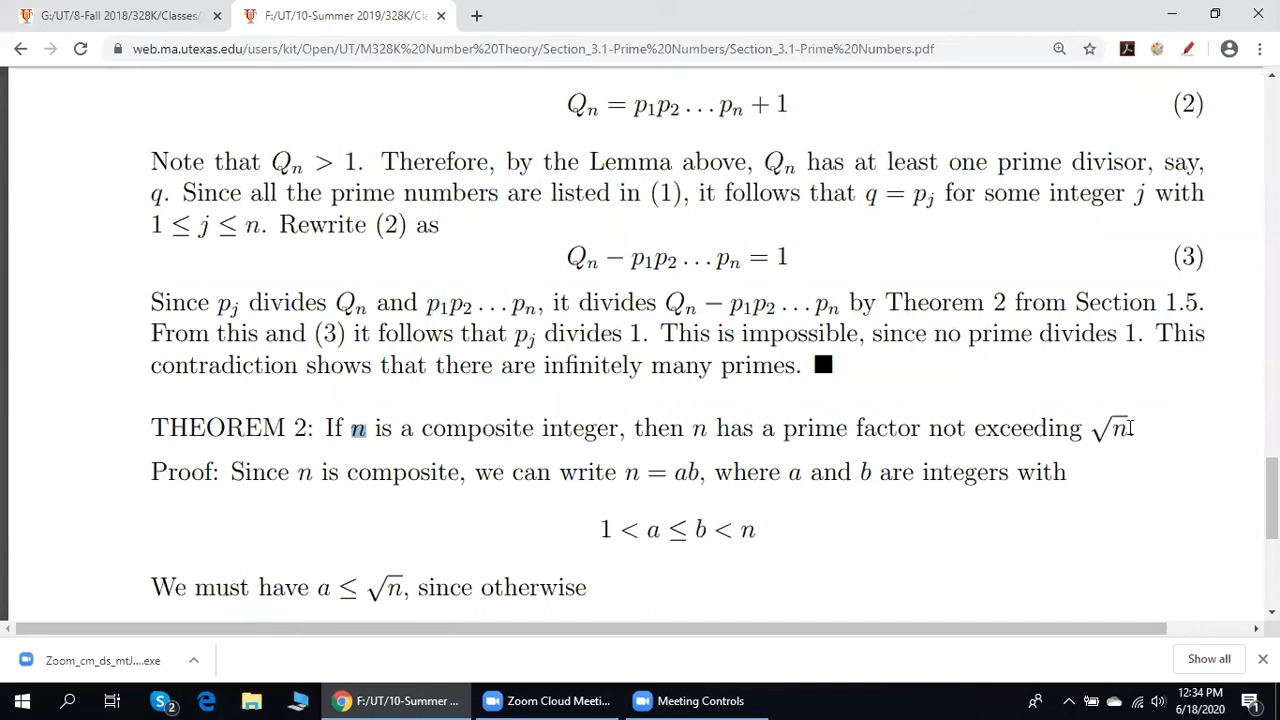 G:/UT/8-Fall 2018/328K/Classes/
F:/UT/10-Summer 2019/328K/Cla
web.ma.utexas.edu/users/kit/Open/UT/M328K%20Number%20Theory/Section_3.1-Prime%20Numbers/Section_3.1-Prime%20Numbers.pdf
Qₙ = p₁p₂ . . . pₙ + 1 (2)
Note that Qₙ > 1. Therefore, by the Lemma above, Qₙ has at least one prime divisor, say,
q. Since all the prime numbers are listed in (1), it follows that q = pⱼ for some integer j with
1 ≤ j ≤ n. Rewrite (2) as
Qₙ − p₁p₂ . . . pₙ = 1 (3)
Since pⱼ divides Qₙ and p₁p₂ . . . pₙ, it divides Qₙ − p₁p₂ . . . pₙ by Theorem 2 from Section 1.5.
From this and (3) it follows that pⱼ divides 1. This is impossible, since no prime divides 1. This
contradiction shows that there are infinitely many primes. ■
THEOREM 2: If n is a composite integer, then n has a prime factor not exceeding √n.
Proof: Since n is composite, we can write n = ab, where a and b are integers with
1 < a ≤ b < n
We must have a ≤ √n, since otherwise
Zoom_cm_ds_mtJ....exe
Show all
2
F:/UT/10-Summer ...
Zoom Cloud Meeti...
Meeting Controls
12:34 PM
6/18/2020
1